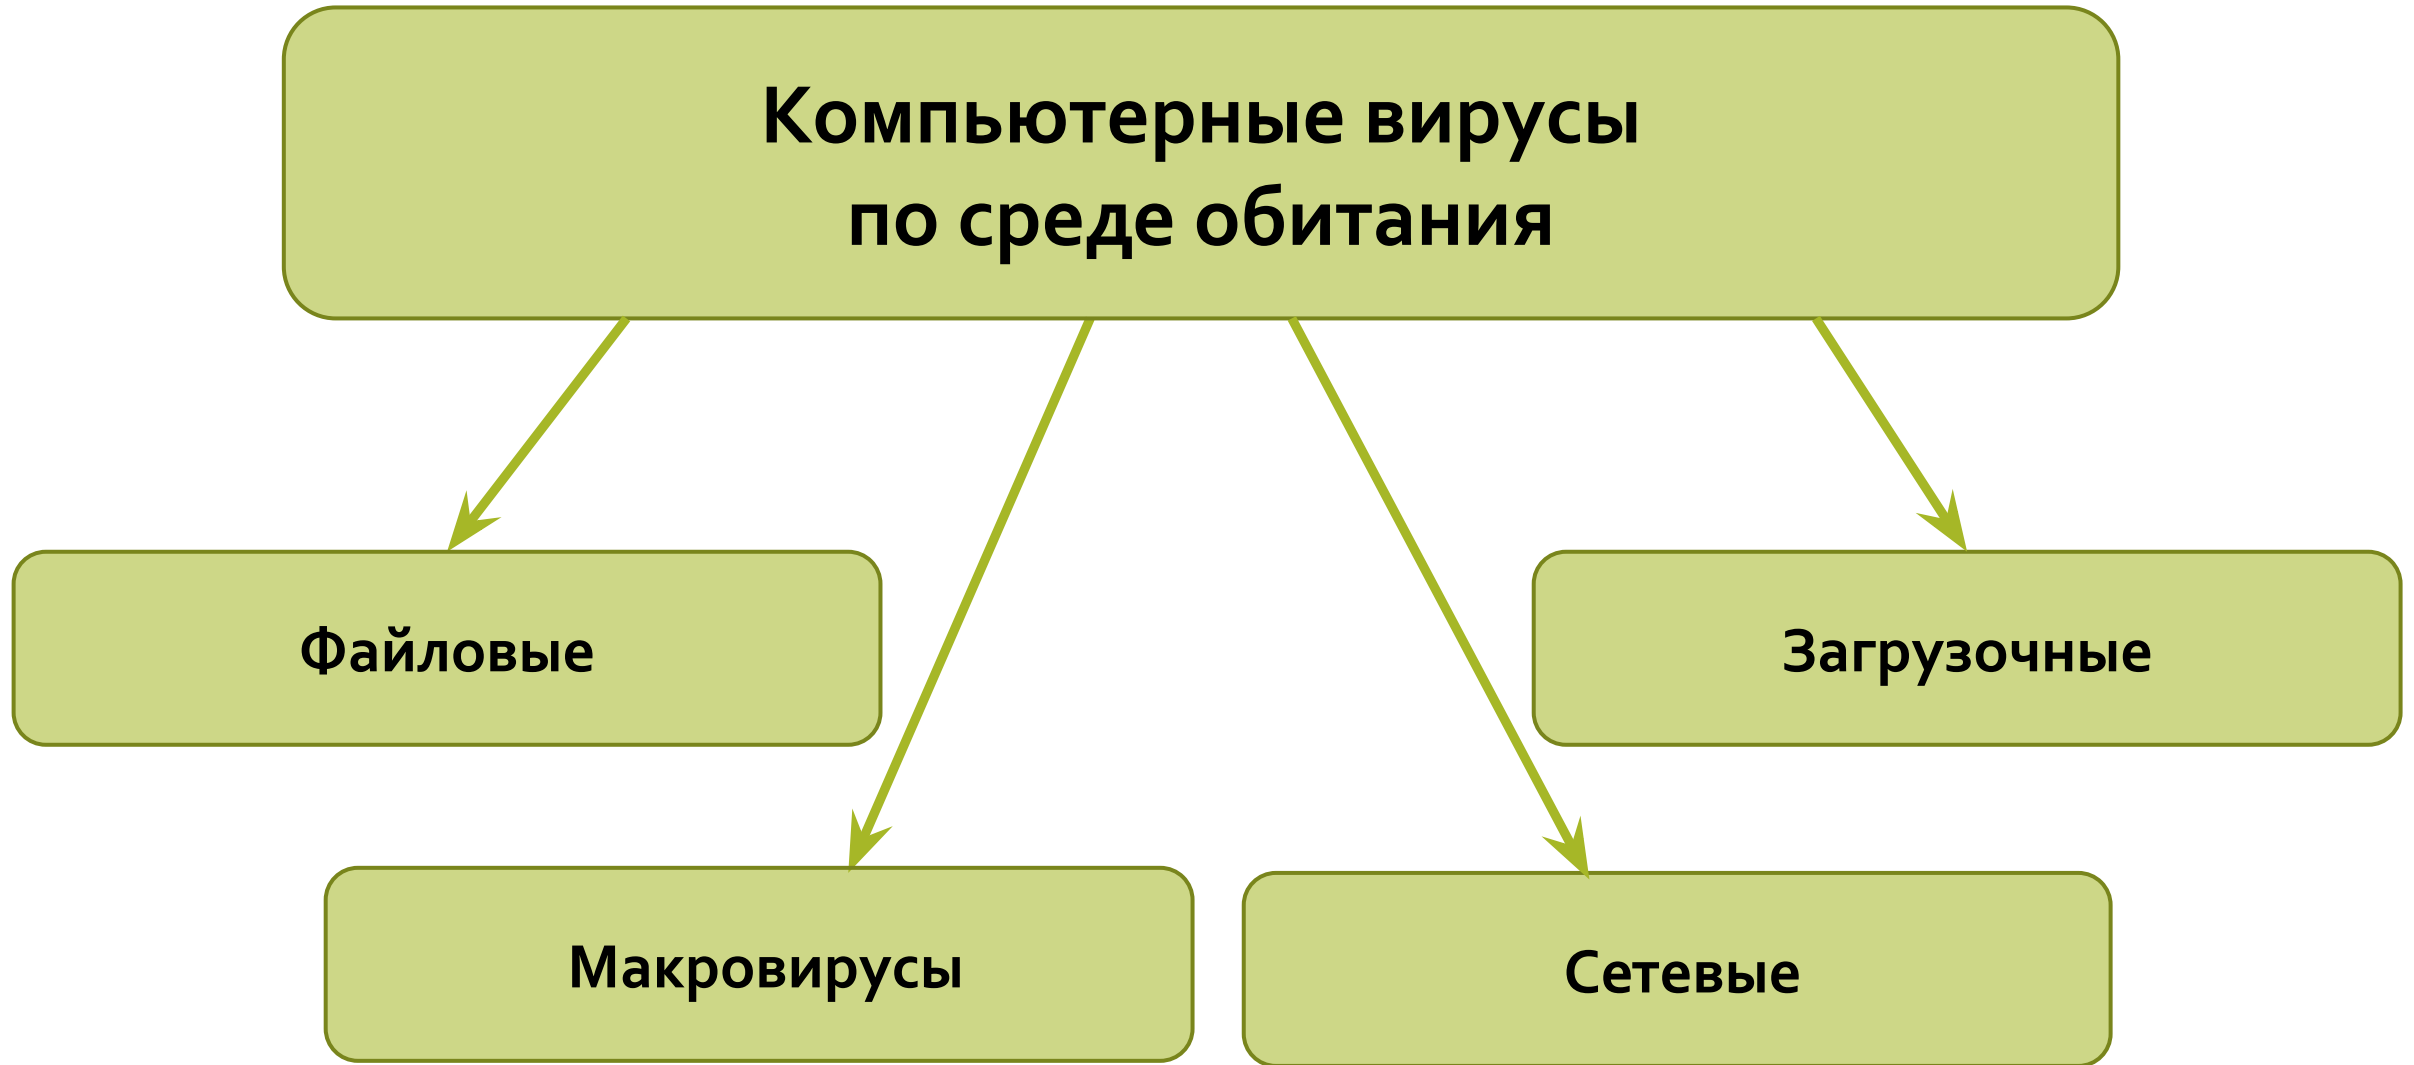 Компьютерные вирусы
по среде обитания
Файловые
Загрузочные
Макровирусы
Сетевые